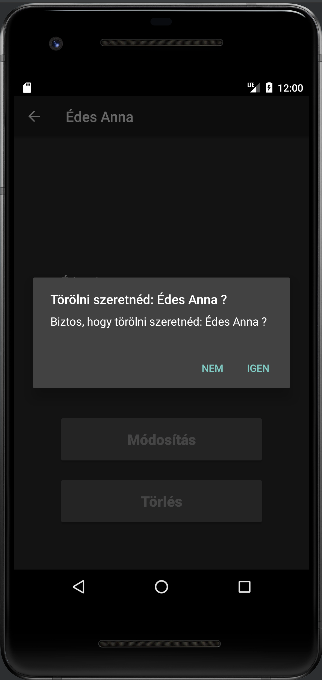 12:00
Édes Anna
Törölni szeretnéd: Édes Anna ?
Biztos, hogy törölni szeretnéd: Édes Anna ?
NEM IGEN
Módosítás
Törlés